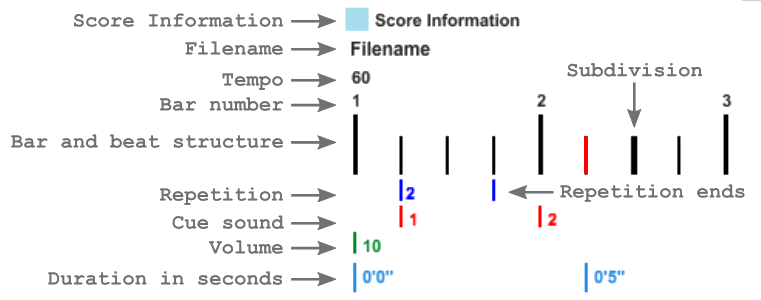 Score Information Score Information
Filename Filename
Tempo 60
Subdivision
Bar number 1 2 3
Bar and beat structure
Repetition 2 Repetition ends
Cue sound 1 2
Volume 10
Duration in seconds 0'0" 0'5"